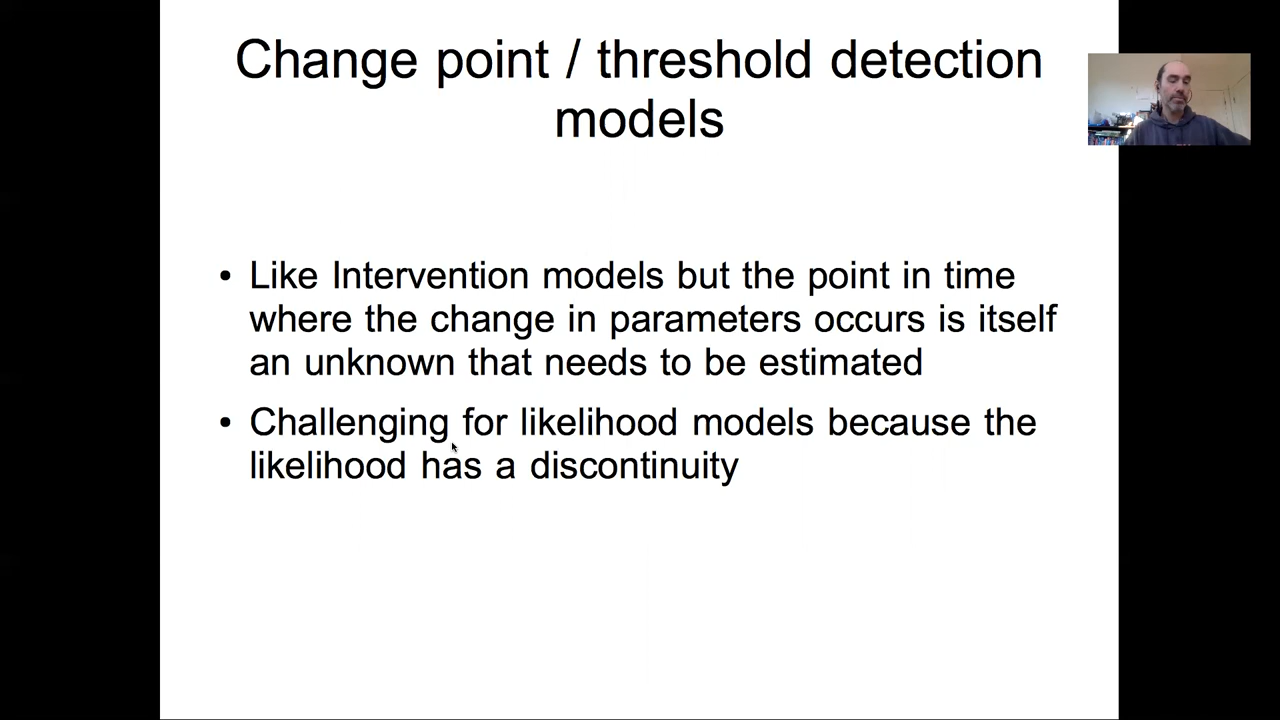 Change point / threshold detection
models
• Like Intervention models but the point in time
where the change in parameters occurs is itself
an unknown that needs to be estimated
• Challenging for likelihood models because the
likelihood has a discontinuity